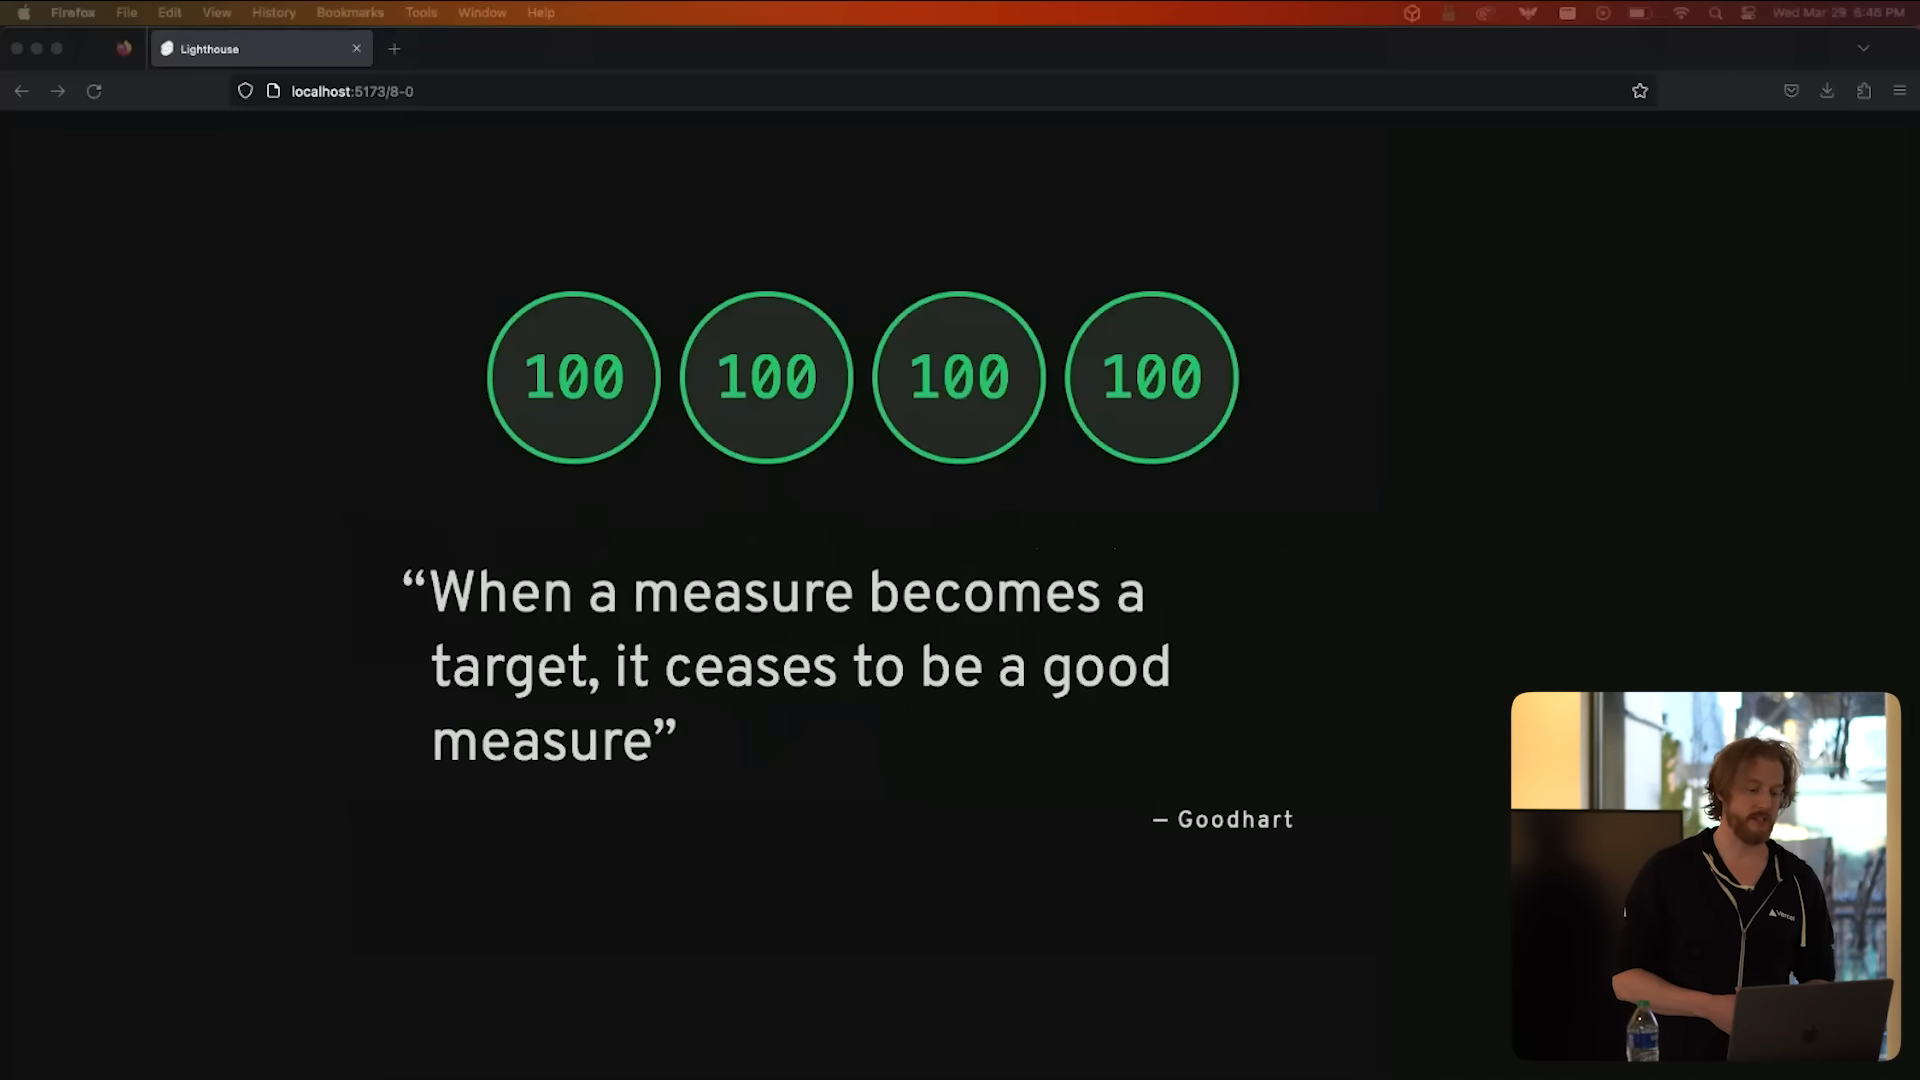 Firefox File Edit View History Bookmarks Tools Window Help Wed Mar 29 6:46 PM
Lighthouse
localhost:5173/8-0
100 100 100 100
“When a measure becomes a
target, it ceases to be a good
measure”
– Goodhart
Vercel